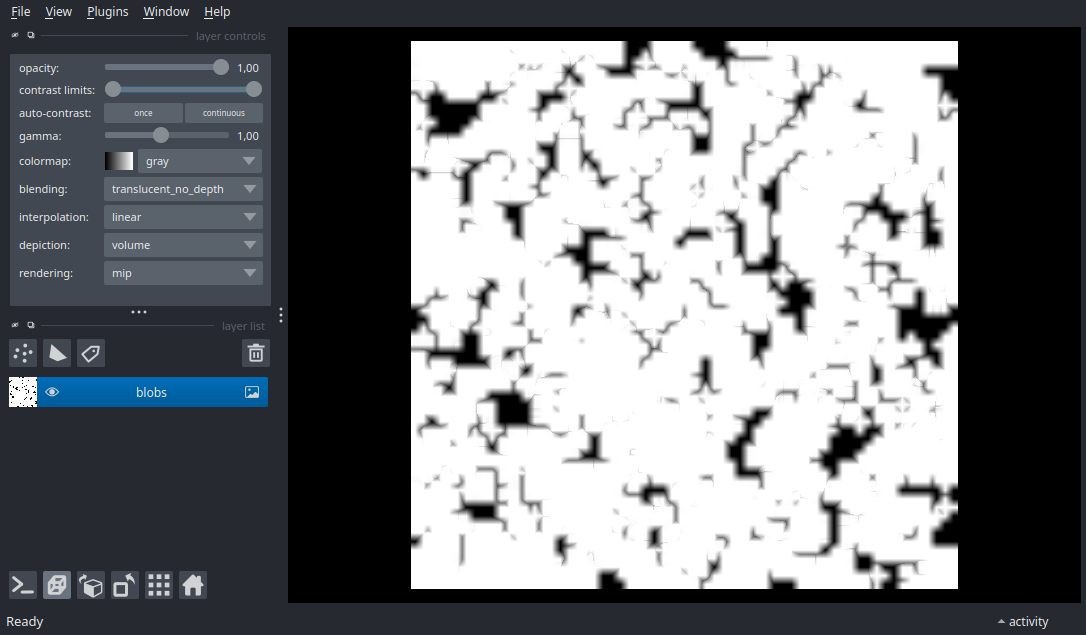 File View Plugins Window Help
layer controls
opacity: 1,00
contrast limits:
auto-contrast: once continuous
gamma: 1,00
colormap: gray
blending: translucent_no_depth
interpolation: linear
depiction: volume
rendering: mip
layer list
blobs
Ready activity